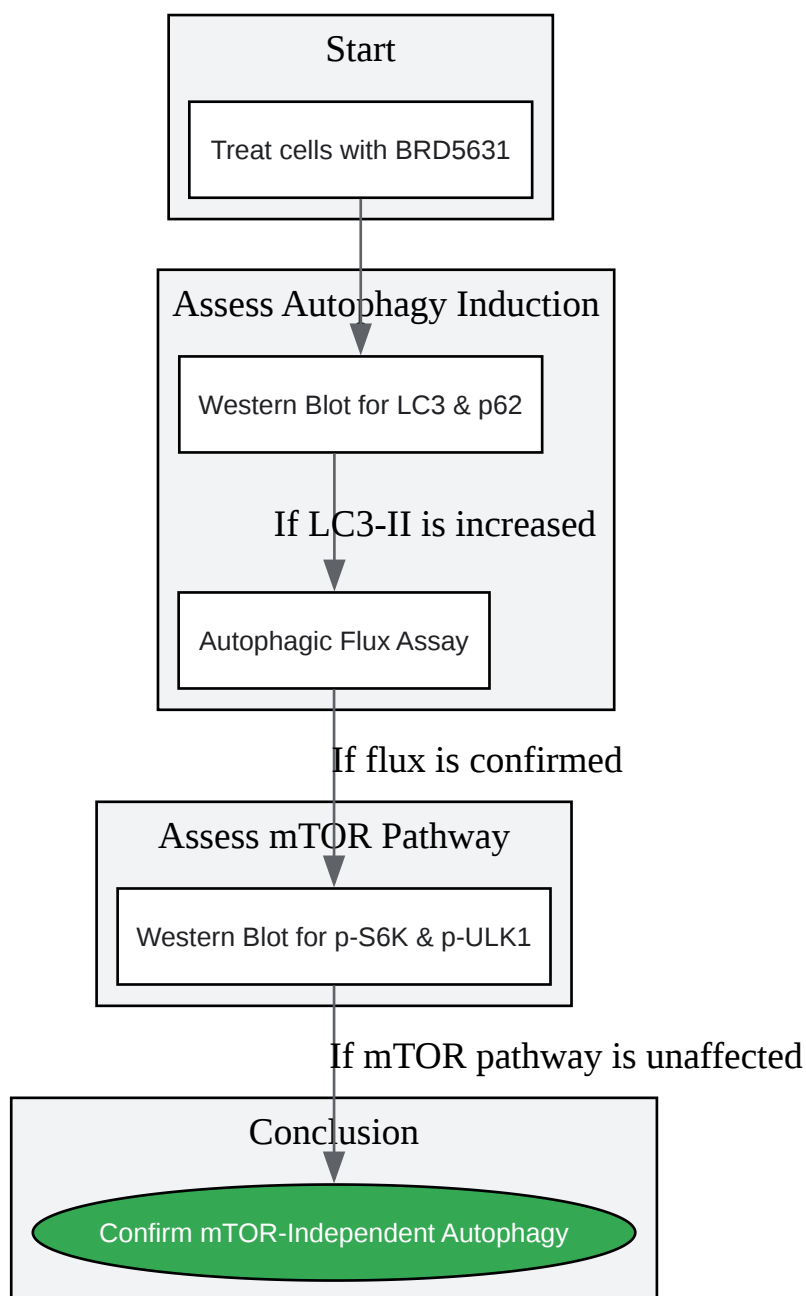 Start
Treat cells with BRD5631
Assess Autophagy Induction
Western Blot for LC3 & p62
If LC3-II is increased
Autophagic Flux Assay
If flux is confirmed
Assess mTOR Pathway
Western Blot for p-S6K & p-ULK1
If mTOR pathway is unaffected
Conclusion
Confirm mTOR-Independent Autophagy